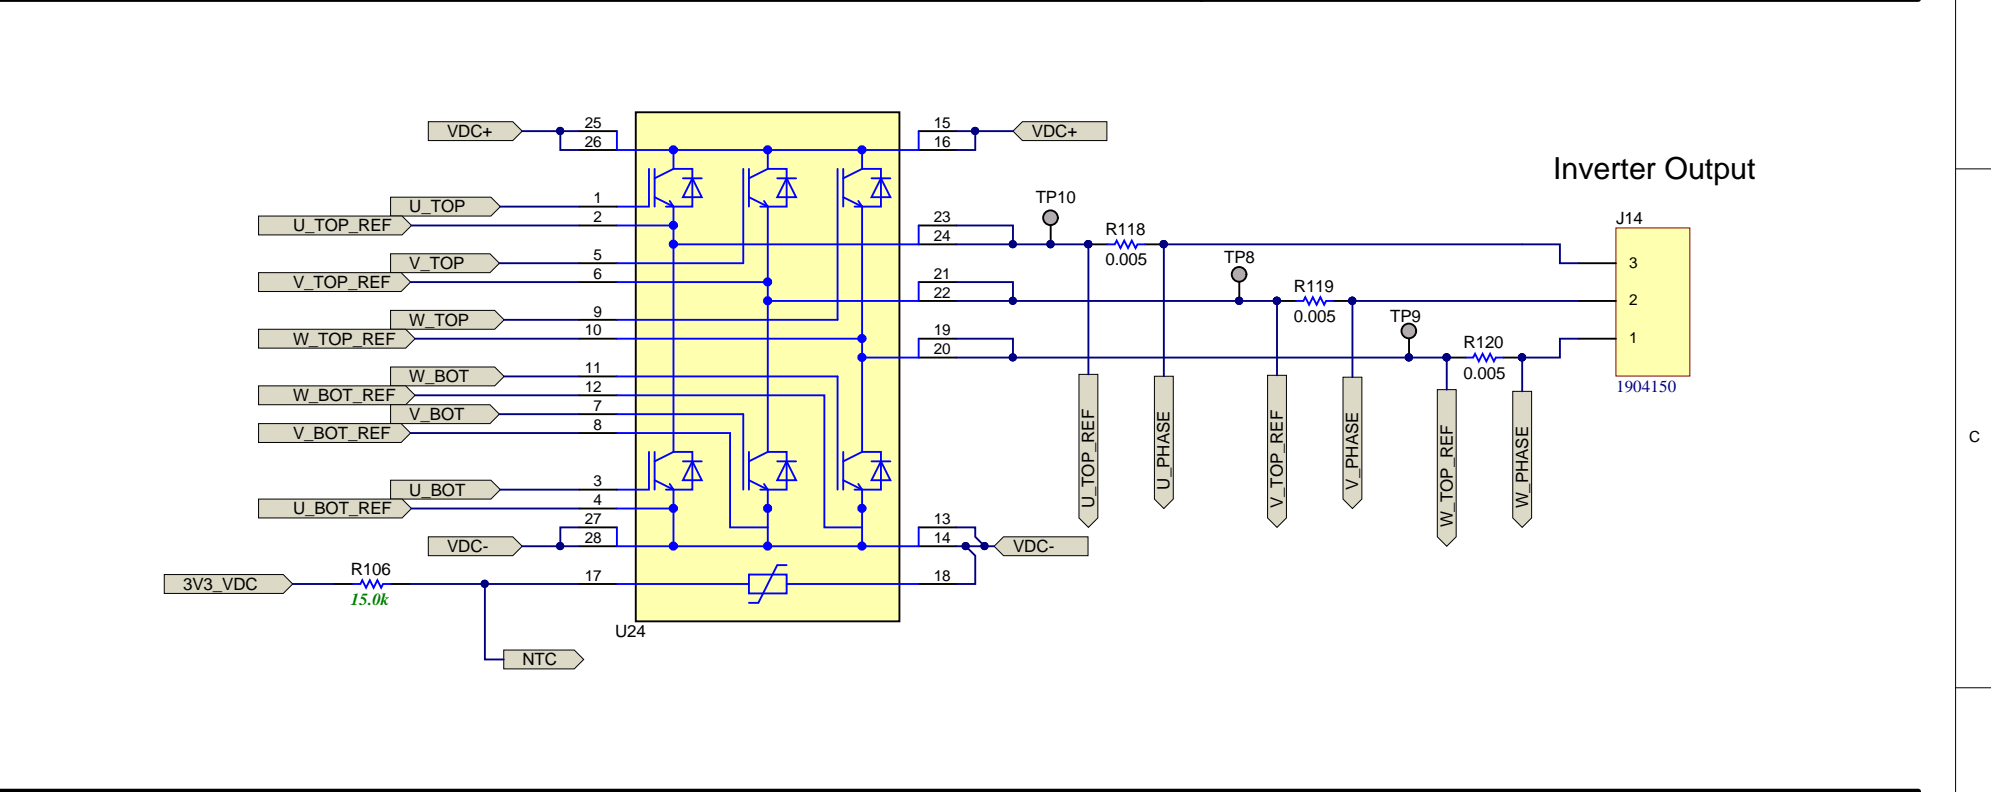 VDC+
25
26
15
16
VDC+
Inverter Output
U_TOP
1
U_TOP_REF
2
23
24
TP10
R118
0.005
J14
V_TOP
5
V_TOP_REF
6
21
22
TP8
R119
0.005
3
2
1
1904150
W_TOP
9
W_TOP_REF
10
19
20
TP9
R120
0.005
W_BOT
11
W_BOT_REF
12
V_BOT
7
V_BOT_REF
8
U_TOP_REF
U_PHASE
V_TOP_REF
V_PHASE
W_TOP_REF
W_PHASE
C
U_BOT
3
U_BOT_REF
4
VDC-
27
28
13
14
VDC-
3V3_VDC
R106
15.0k
17
18
U24
NTC